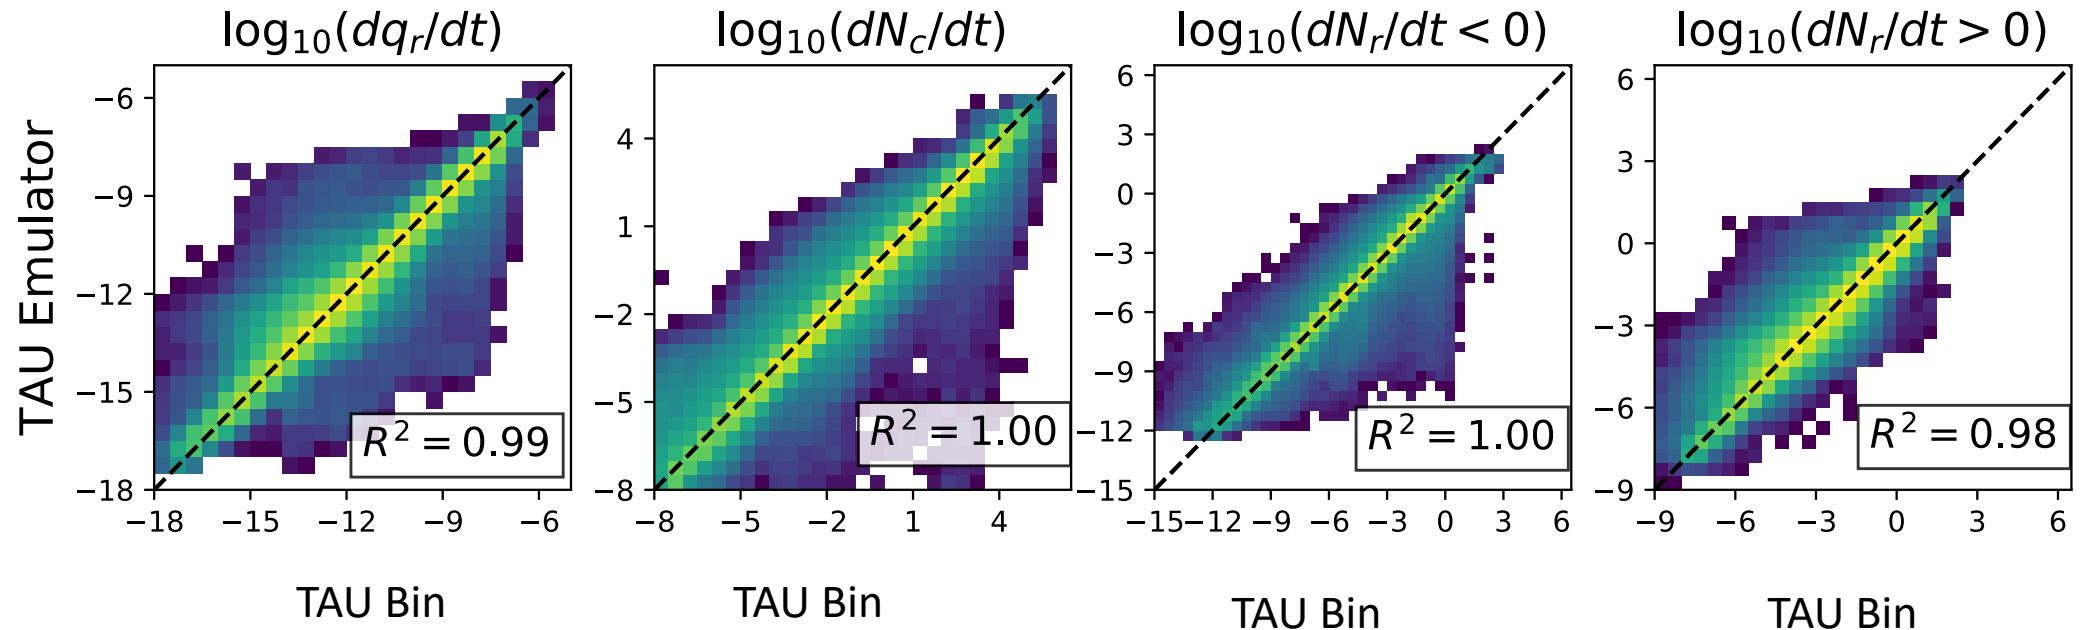 log₁₀(dqᵣ/dt)
log₁₀(dN_c/dt)
log₁₀(dNᵣ/dt < 0)
log₁₀(dNᵣ/dt > 0)
TAU Emulator
−6
−9
−12
−15
−18
−18 −15 −12 −9 −6
R² = 0.99
TAU Bin
4
1
−2
−5
−8
−8 −5 −2 1 4
R² = 1.00
TAU Bin
6
3
0
−3
−6
−9
−12
−15
−15 −12 −9 −6 −3 0 3 6
R² = 1.00
TAU Bin
6
3
0
−3
−6
−9
−9 −6 −3 0 3 6
R² = 0.98
TAU Bin